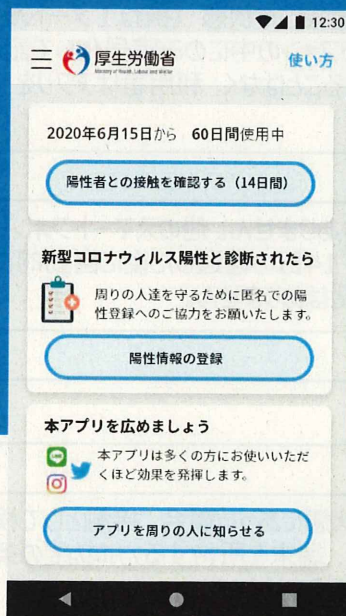 12:30
厚生労働省
Ministry of Health, Labour and Welfare
使い方
2020年6月15日から 60日間使用中
陽性者との接触を確認する（14日間）
新型コロナウィルス陽性と診断されたら
周りの人達を守るために匿名での陽
性登録へのご協力をお願いたします。
陽性情報の登録
本アプリを広めましょう
本アプリは多くの方にお使いいただ
くほど効果を発揮します。
LINE
アプリを周りの人に知らせる